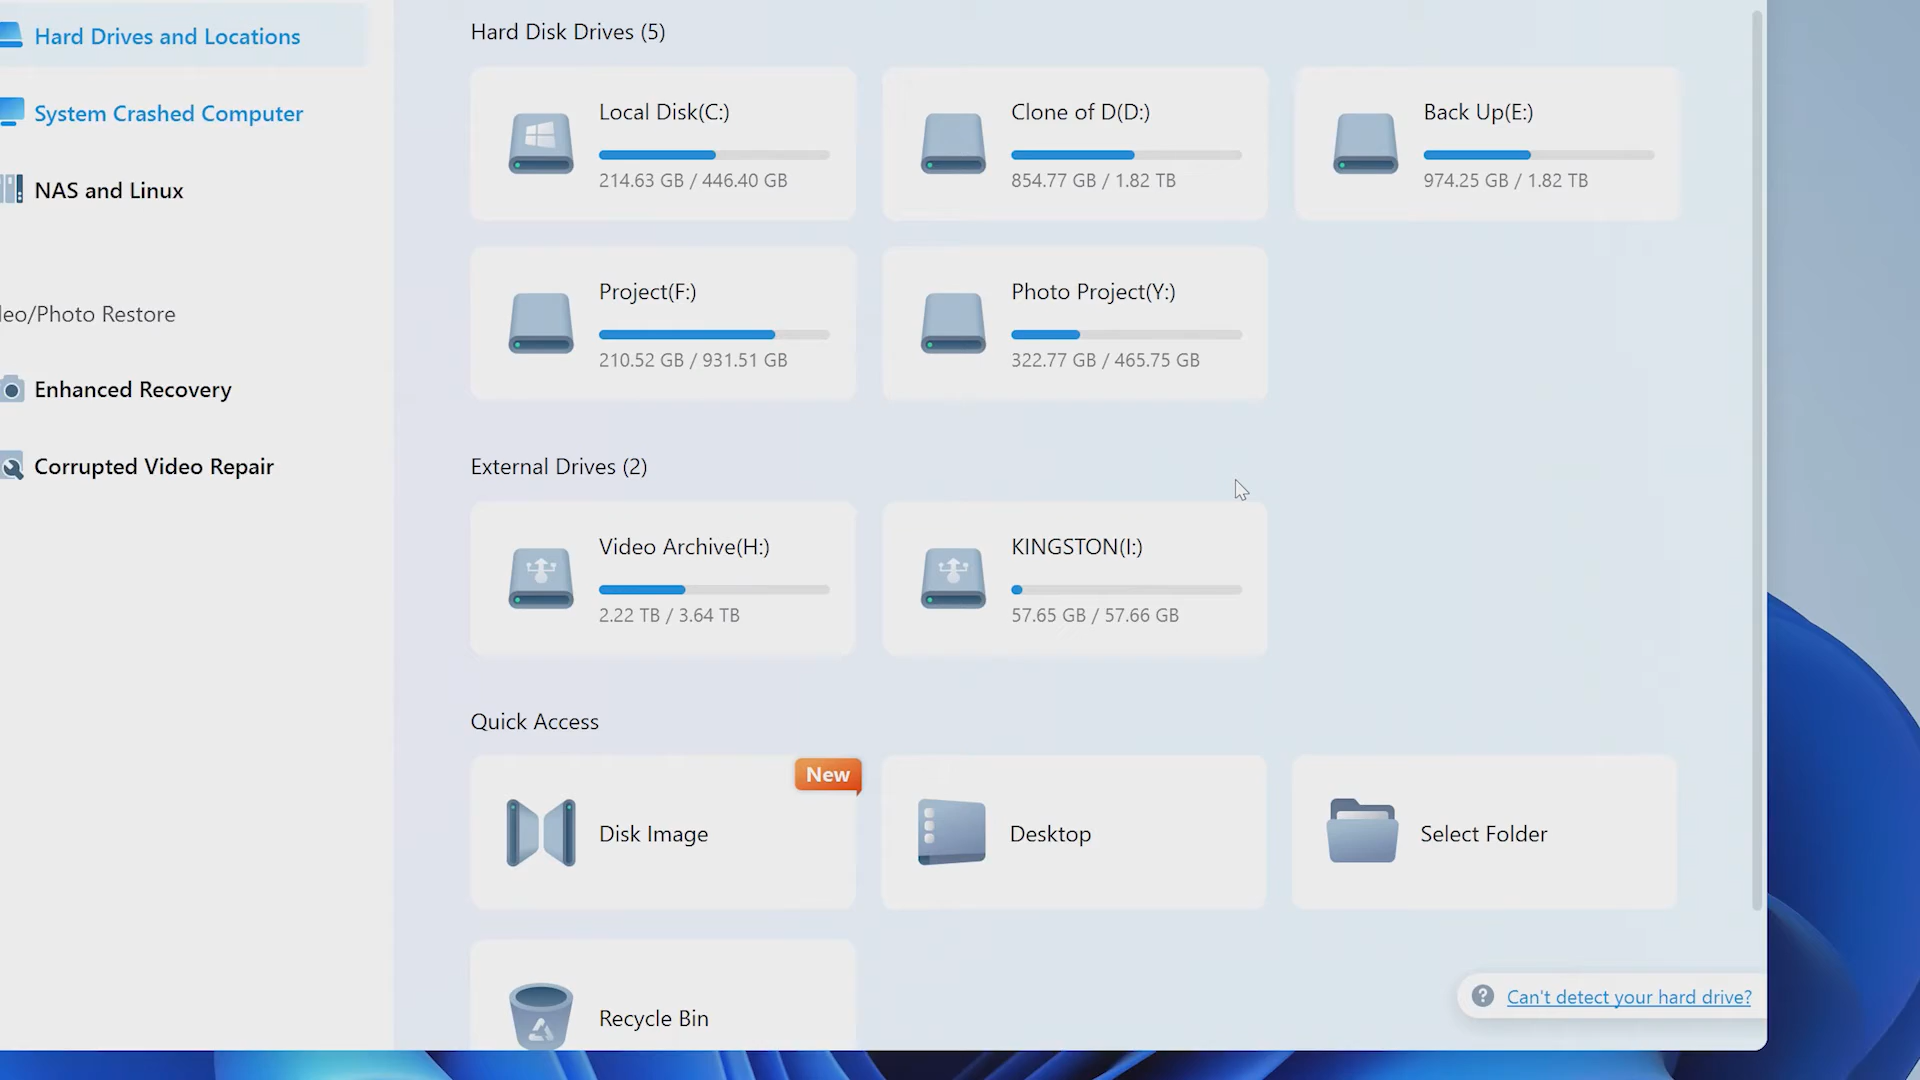 Hard Drives and Locations
System Crashed Computer
NAS and Linux
leo/Photo Restore
Enhanced Recovery
Corrupted Video Repair
Hard Disk Drives (5)
Local Disk(C:)
214.63 GB / 446.40 GB
Clone of D(D:)
854.77 GB / 1.82 TB
Back Up(E:)
974.25 GB / 1.82 TB
Project(F:)
210.52 GB / 931.51 GB
Photo Project(Y:)
322.77 GB / 465.75 GB
External Drives (2)
Video Archive(H:)
2.22 TB / 3.64 TB
KINGSTON(I:)
57.65 GB / 57.66 GB
Quick Access
New
Disk Image
Desktop
Select Folder
Recycle Bin
? Can't detect your hard drive?